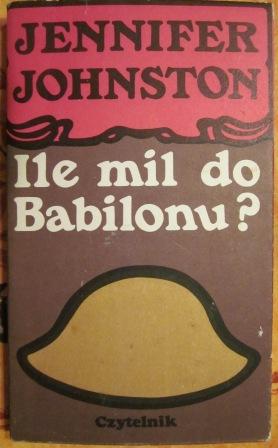 JENNIFER
JOHNSTON
Ile mil do
Babilonu?
Czytelnik